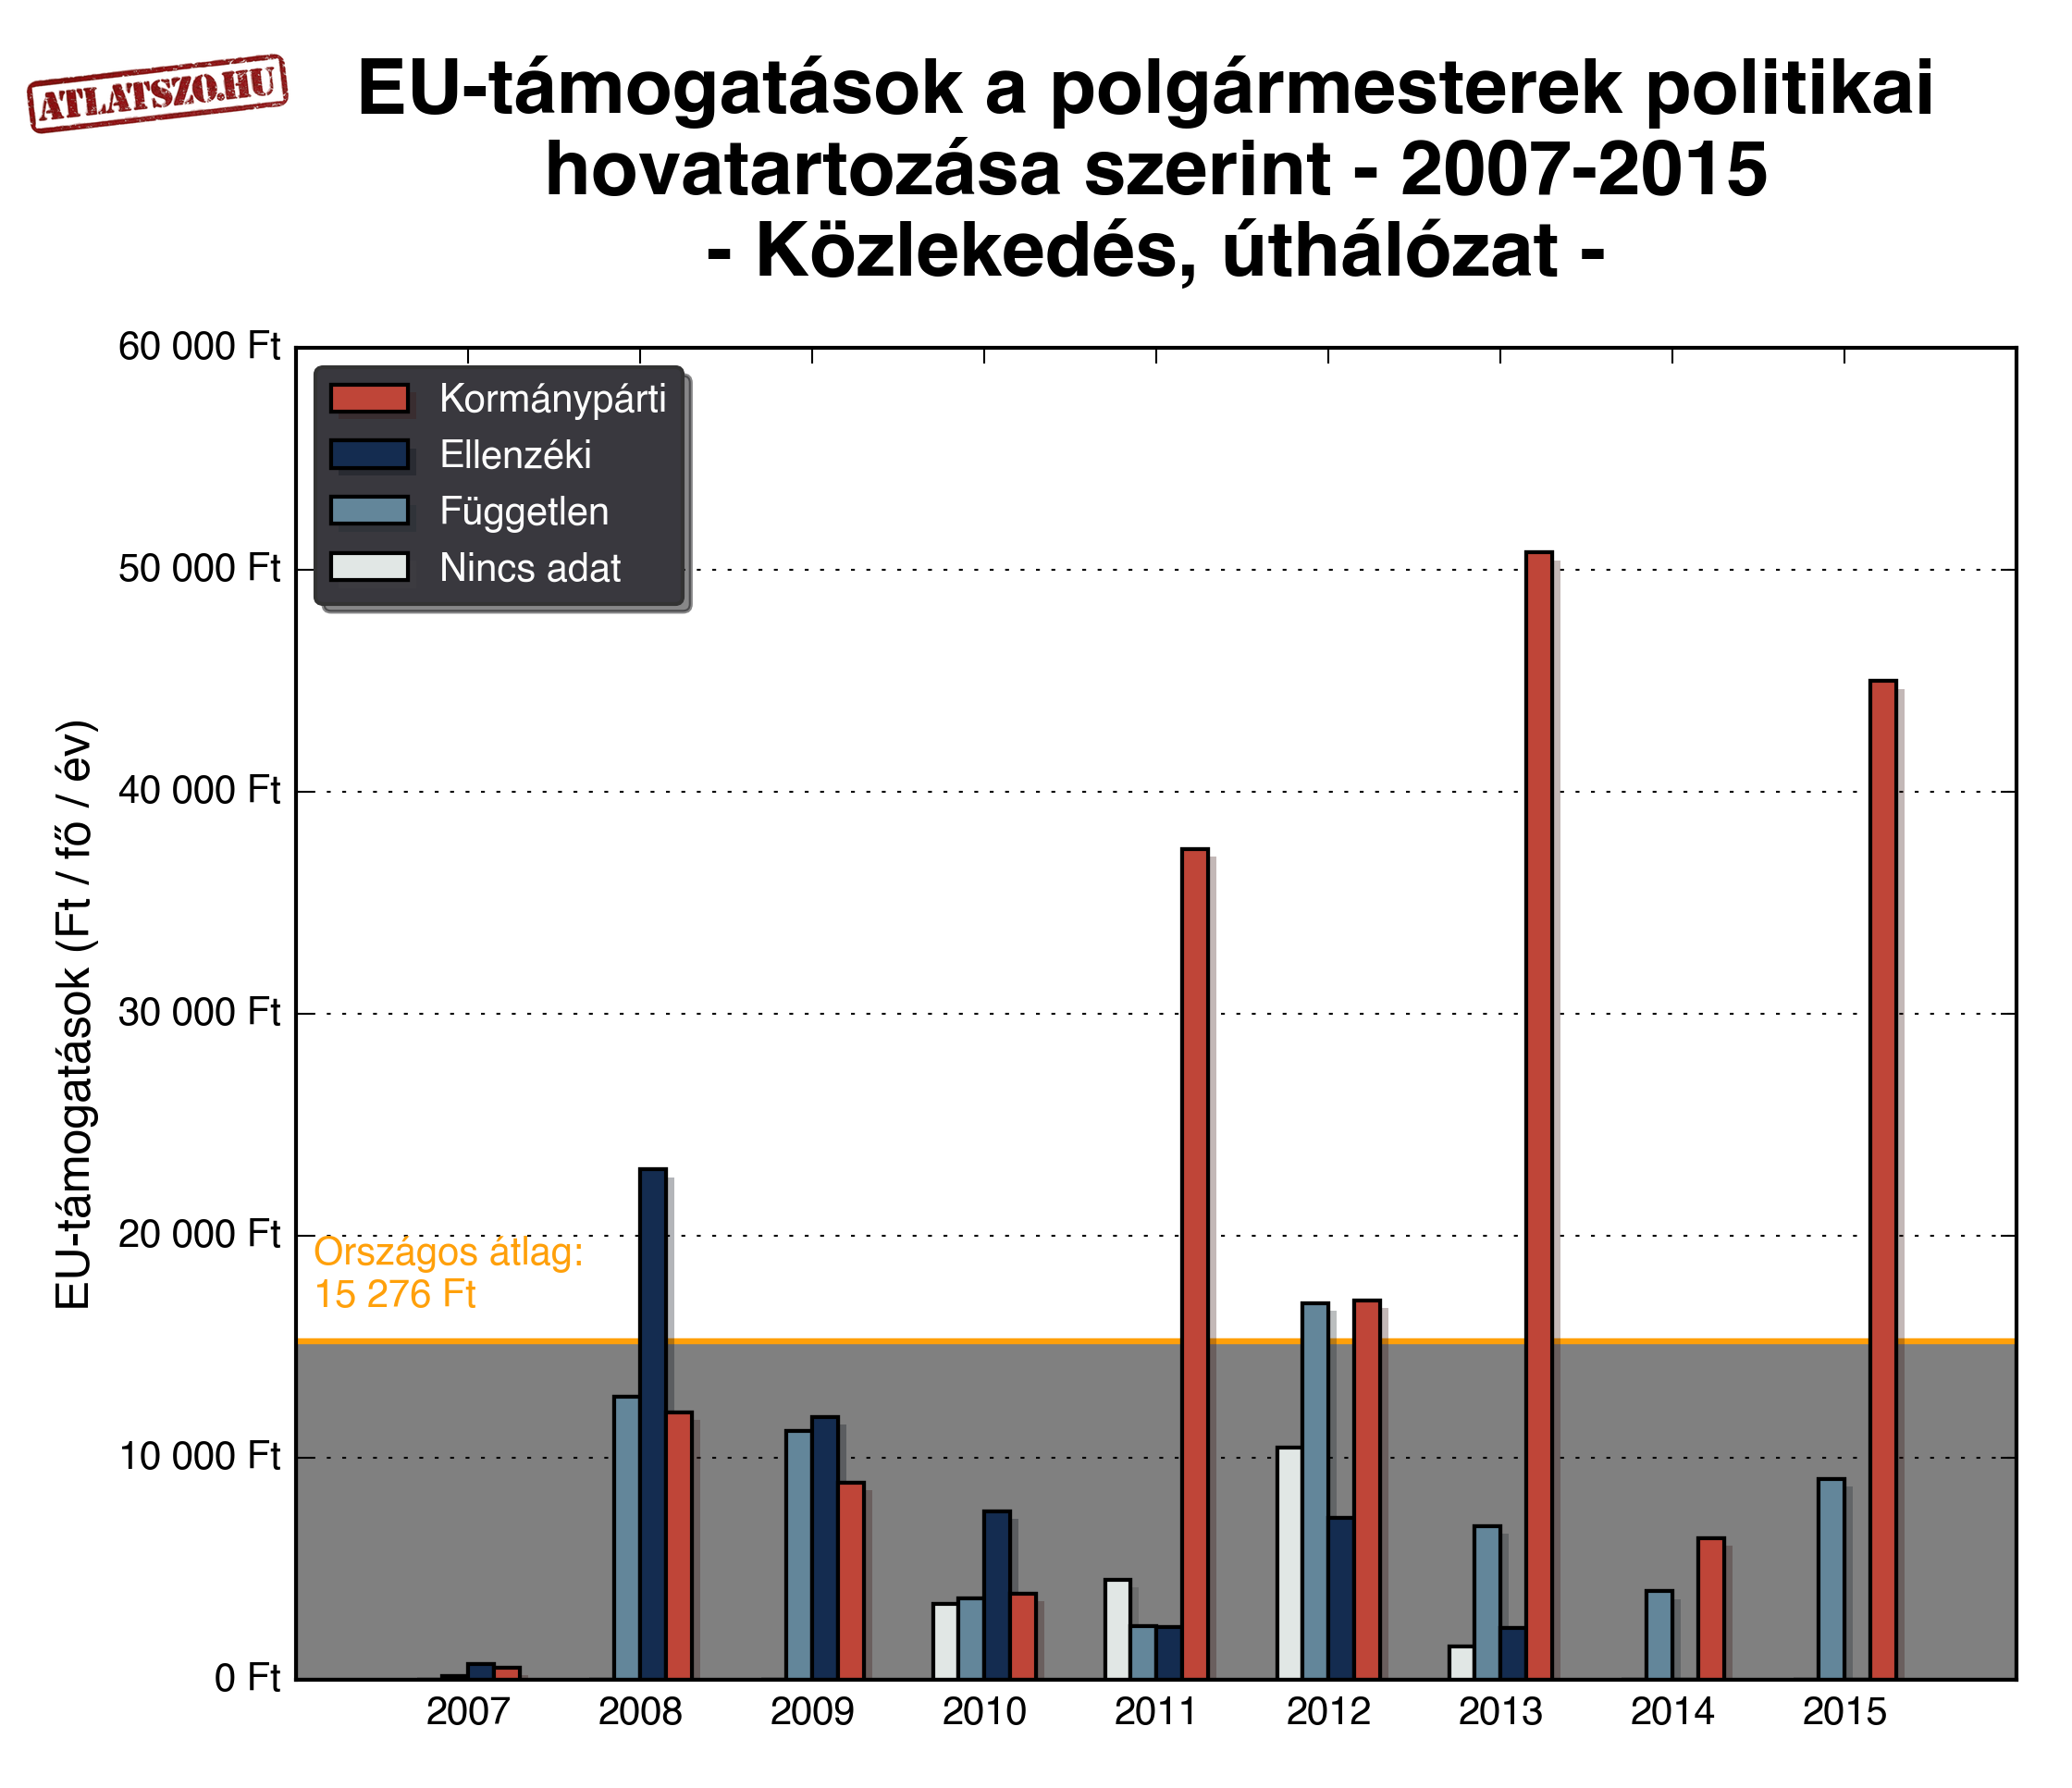 ATLATSZO.HU
EU-támogatások a polgármesterek politikai
hovatartozása szerint - 2007-2015
- Közlekedés, úthálózat -
60 000 Ft
50 000 Ft
40 000 Ft
30 000 Ft
20 000 Ft
10 000 Ft
0 Ft
EU-támogatások (Ft / fő / év)
Kormánypárti
Ellenzéki
Független
Nincs adat
Országos átlag:
15 276 Ft
2007 2008 2009 2010 2011 2012 2013 2014 2015